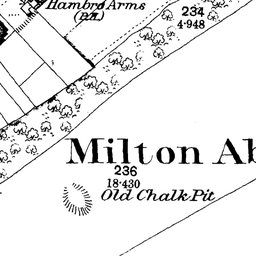 Hambro Arms
(P.H.)
234
4·948
Milton Ab
236
18·430
Old Chalk Pit